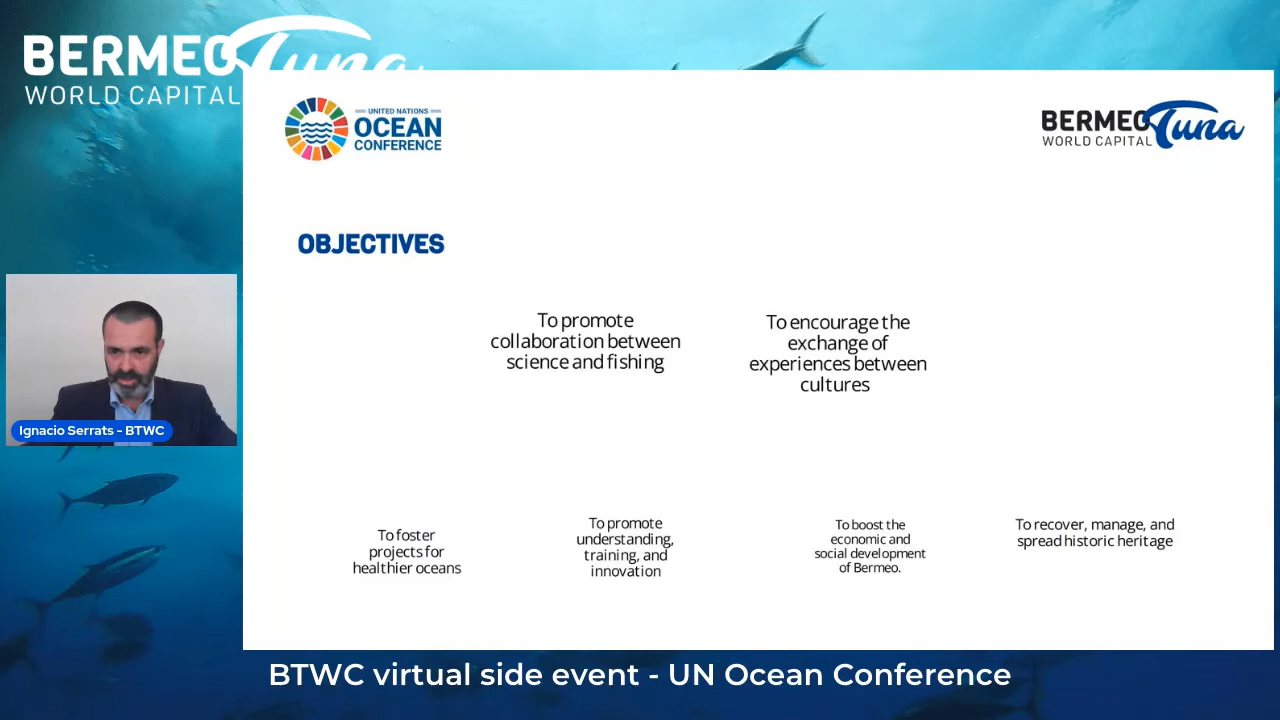 BERMEO Tuna
WORLD CAPITAL
UNITED NATIONS
OCEAN
CONFERENCE
BERMEO Tuna
WORLD CAPITAL
OBJECTIVES
To promote
collaboration between
science and fishing
To encourage the
exchange of
experiences between
cultures
Ignacio Serrats - BTWC
To foster
projects for
healthier oceans
To promote
understanding,
training, and
innovation
To boost the
economic and
social development
of Bermeo.
To recover, manage, and
spread historic heritage
BTWC virtual side event - UN Ocean Conference